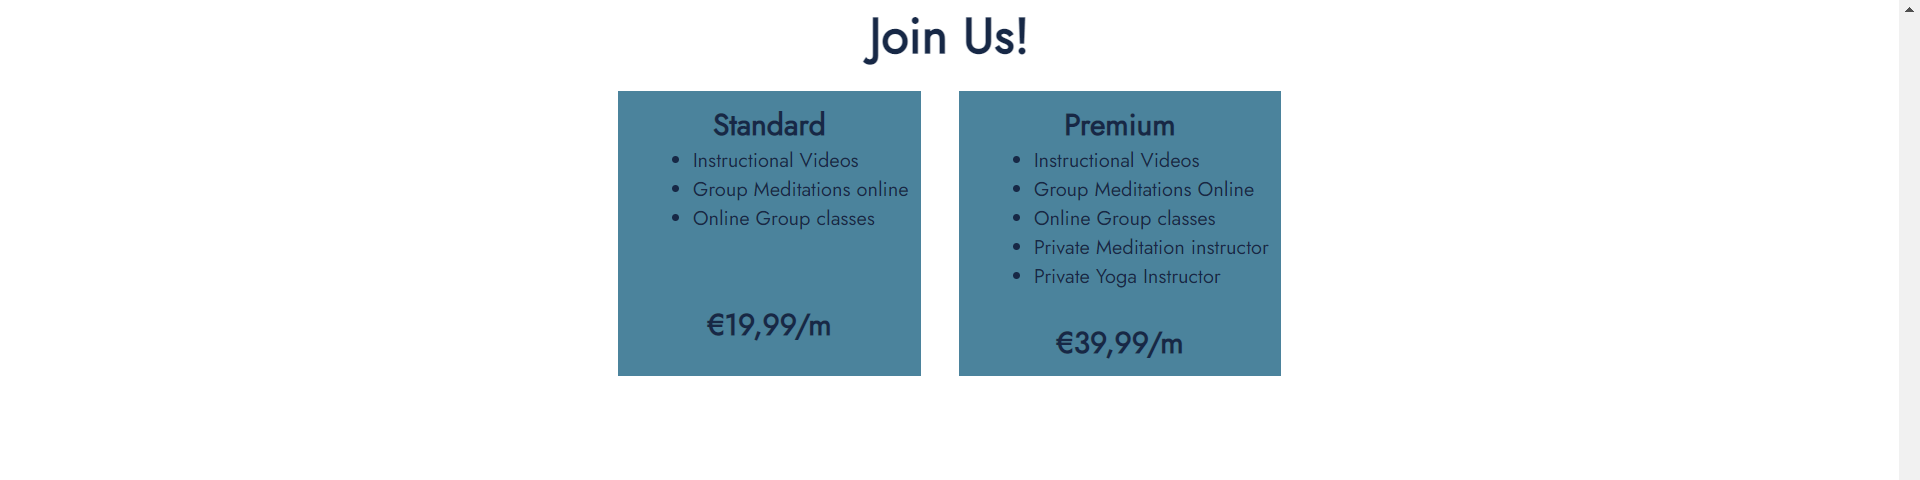 Join Us!
Standard
Instructional Videos
Group Meditations online
Online Group classes
€19,99/m
Premium
Instructional Videos
Group Meditations Online
Online Group classes
Private Meditation instructor
Private Yoga Instructor
€39,99/m